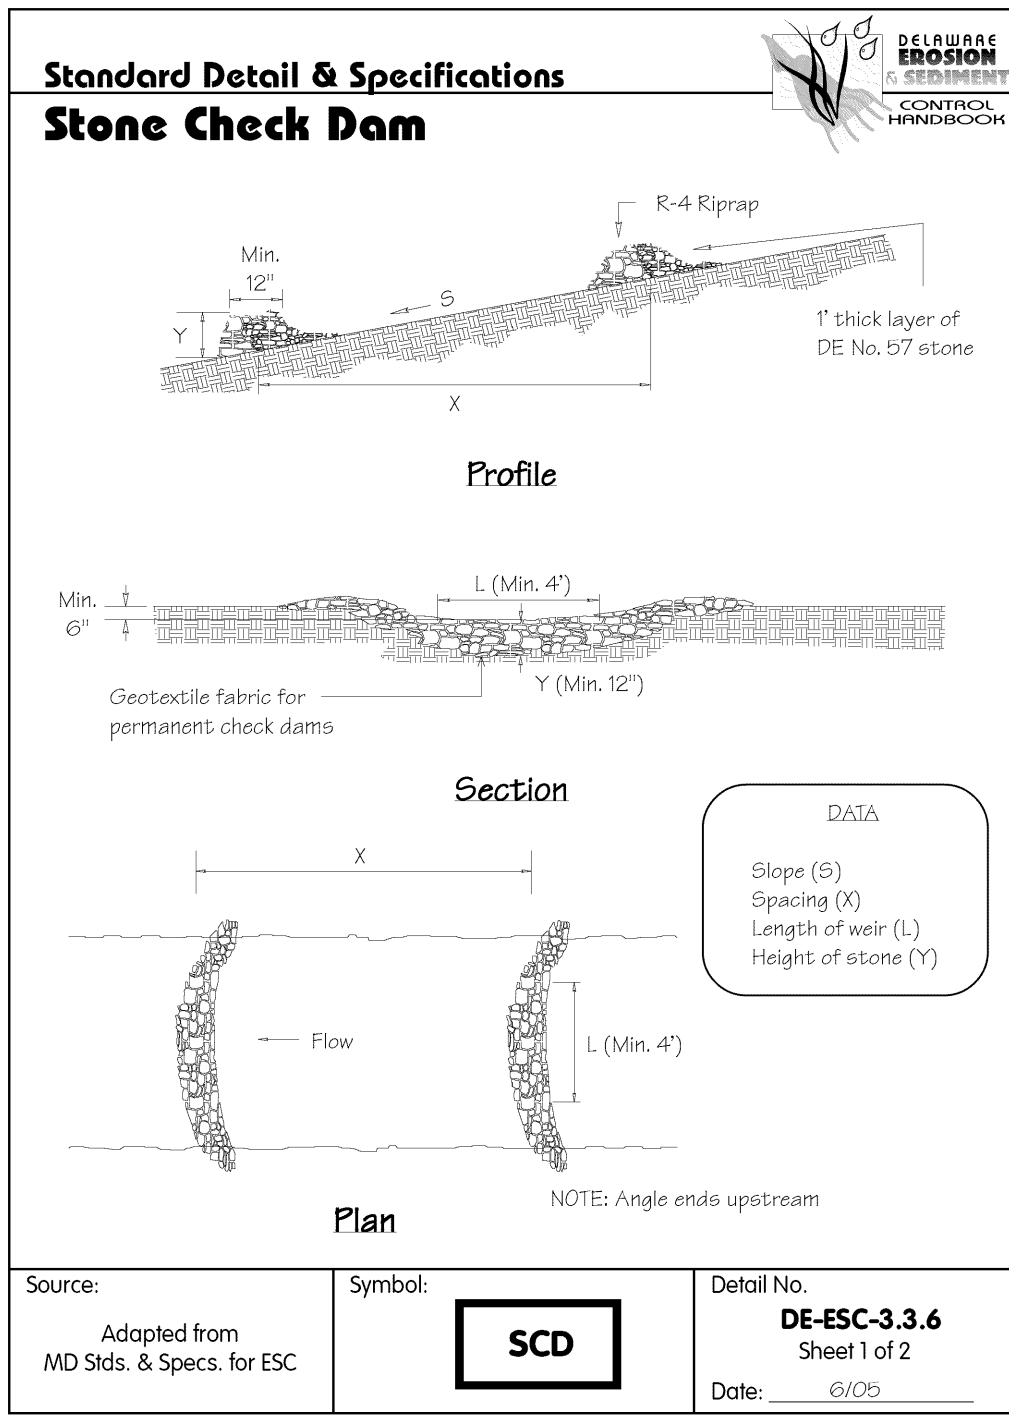 Standard Detail & Specifications
Stone Check Dam
DELAWARE
EROSION
& SEDIMENT
CONTROL
HANDBOOK
R-4 Riprap
Min.
12"
S
Y
1' thick layer of
DE No. 57 stone
X
Profile
L (Min. 4')
Min.
6"
Y (Min. 12")
Geotextile fabric for
permanent check dams
Section
DATA
Slope (S)
Spacing (X)
Length of weir (L)
Height of stone (Y)
X
Flow
L (Min. 4')
NOTE: Angle ends upstream
Plan
Source:
Adapted from
MD Stds. & Specs. for ESC
Symbol:
SCD
Detail No.
DE-ESC-3.3.6
Sheet 1 of 2
Date: 6/05